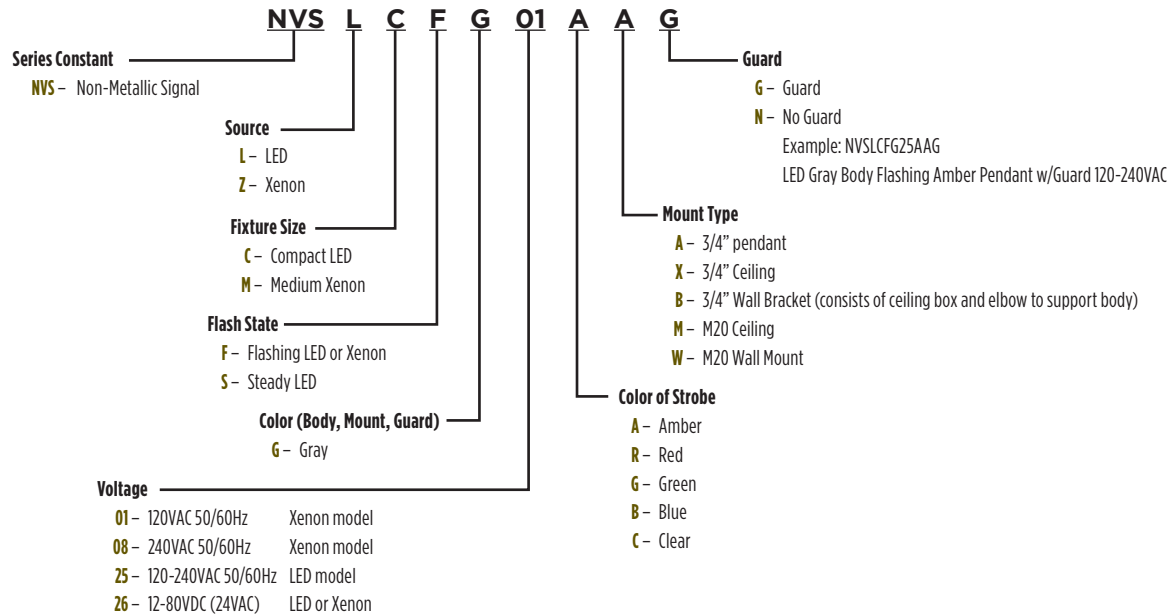 NVS L C F G 01 A A G
Series Constant
NVS – Non-Metallic Signal
Source
L – LED
Z – Xenon
Fixture Size
C – Compact LED
M – Medium Xenon
Flash State
F – Flashing LED or Xenon
S – Steady LED
Color (Body, Mount, Guard)
G – Gray
Voltage
01 – 120VAC 50/60Hz Xenon model
08 – 240VAC 50/60Hz Xenon model
25 – 120-240VAC 50/60Hz LED model
26 – 12-80VDC (24VAC) LED or Xenon
Guard
G – Guard
N – No Guard
Example: NVSLCFG25AAG
LED Gray Body Flashing Amber Pendant w/Guard 120-240VAC
Mount Type
A – 3/4” pendant
X – 3/4” Ceiling
B – 3/4” Wall Bracket (consists of ceiling box and elbow to support body)
M – M20 Ceiling
W – M20 Wall Mount
Color of Strobe
A – Amber
R – Red
G – Green
B – Blue
C – Clear